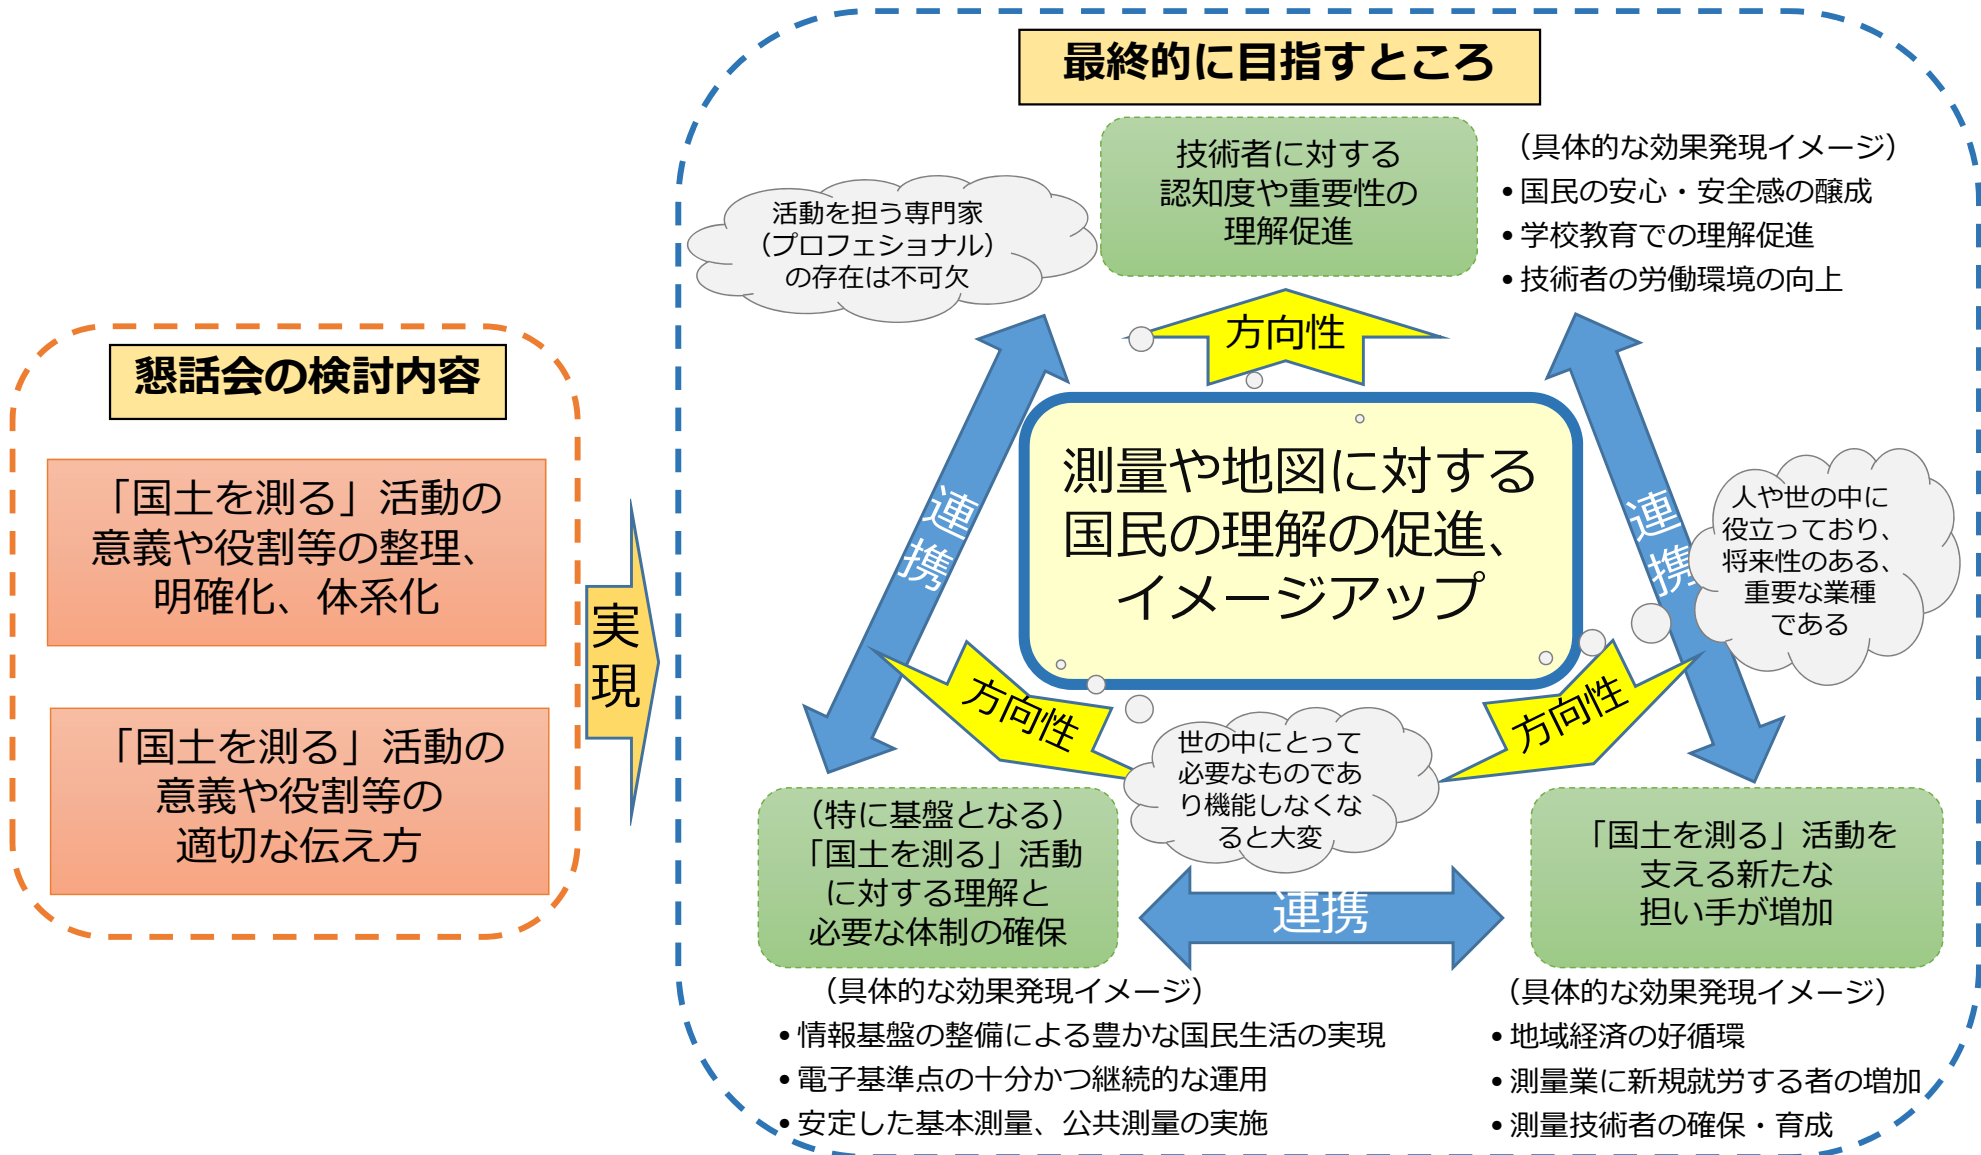 懇話会の検討内容
「国土を測る」活動の
意義や役割等の整理、
明確化、体系化
「国土を測る」活動の
意義や役割等の
適切な伝え方
実
現
最終的に目指すところ
技術者に対する
認知度や重要性の
理解促進
(具体的な効果発現イメージ)
•国民の安心・安全感の醸成
•学校教育での理解促進
•技術者の労働環境の向上
活動を担う専門家
(プロフェショナル)
の存在は不可欠
方向性
測量や地図に対する
国民の理解の促進、
イメージアップ
連
携
連
携
人や世の中に
役立っており、
将来性のある、
重要な業種
である
方向性
方向性
世の中にとって
必要なものであ
り機能しなくな
ると大変
(特に基盤となる)
「国土を測る」活動
に対する理解と
必要な体制の確保
連携
「国土を測る」活動を
支える新たな
担い手が増加
(具体的な効果発現イメージ)
•情報基盤の整備による豊かな国民生活の実現
•電子基準点の十分かつ継続的な運用
•安定した基本測量、公共測量の実施
(具体的な効果発現イメージ)
•地域経済の好循環
•測量業に新規就労する者の増加
•測量技術者の確保・育成